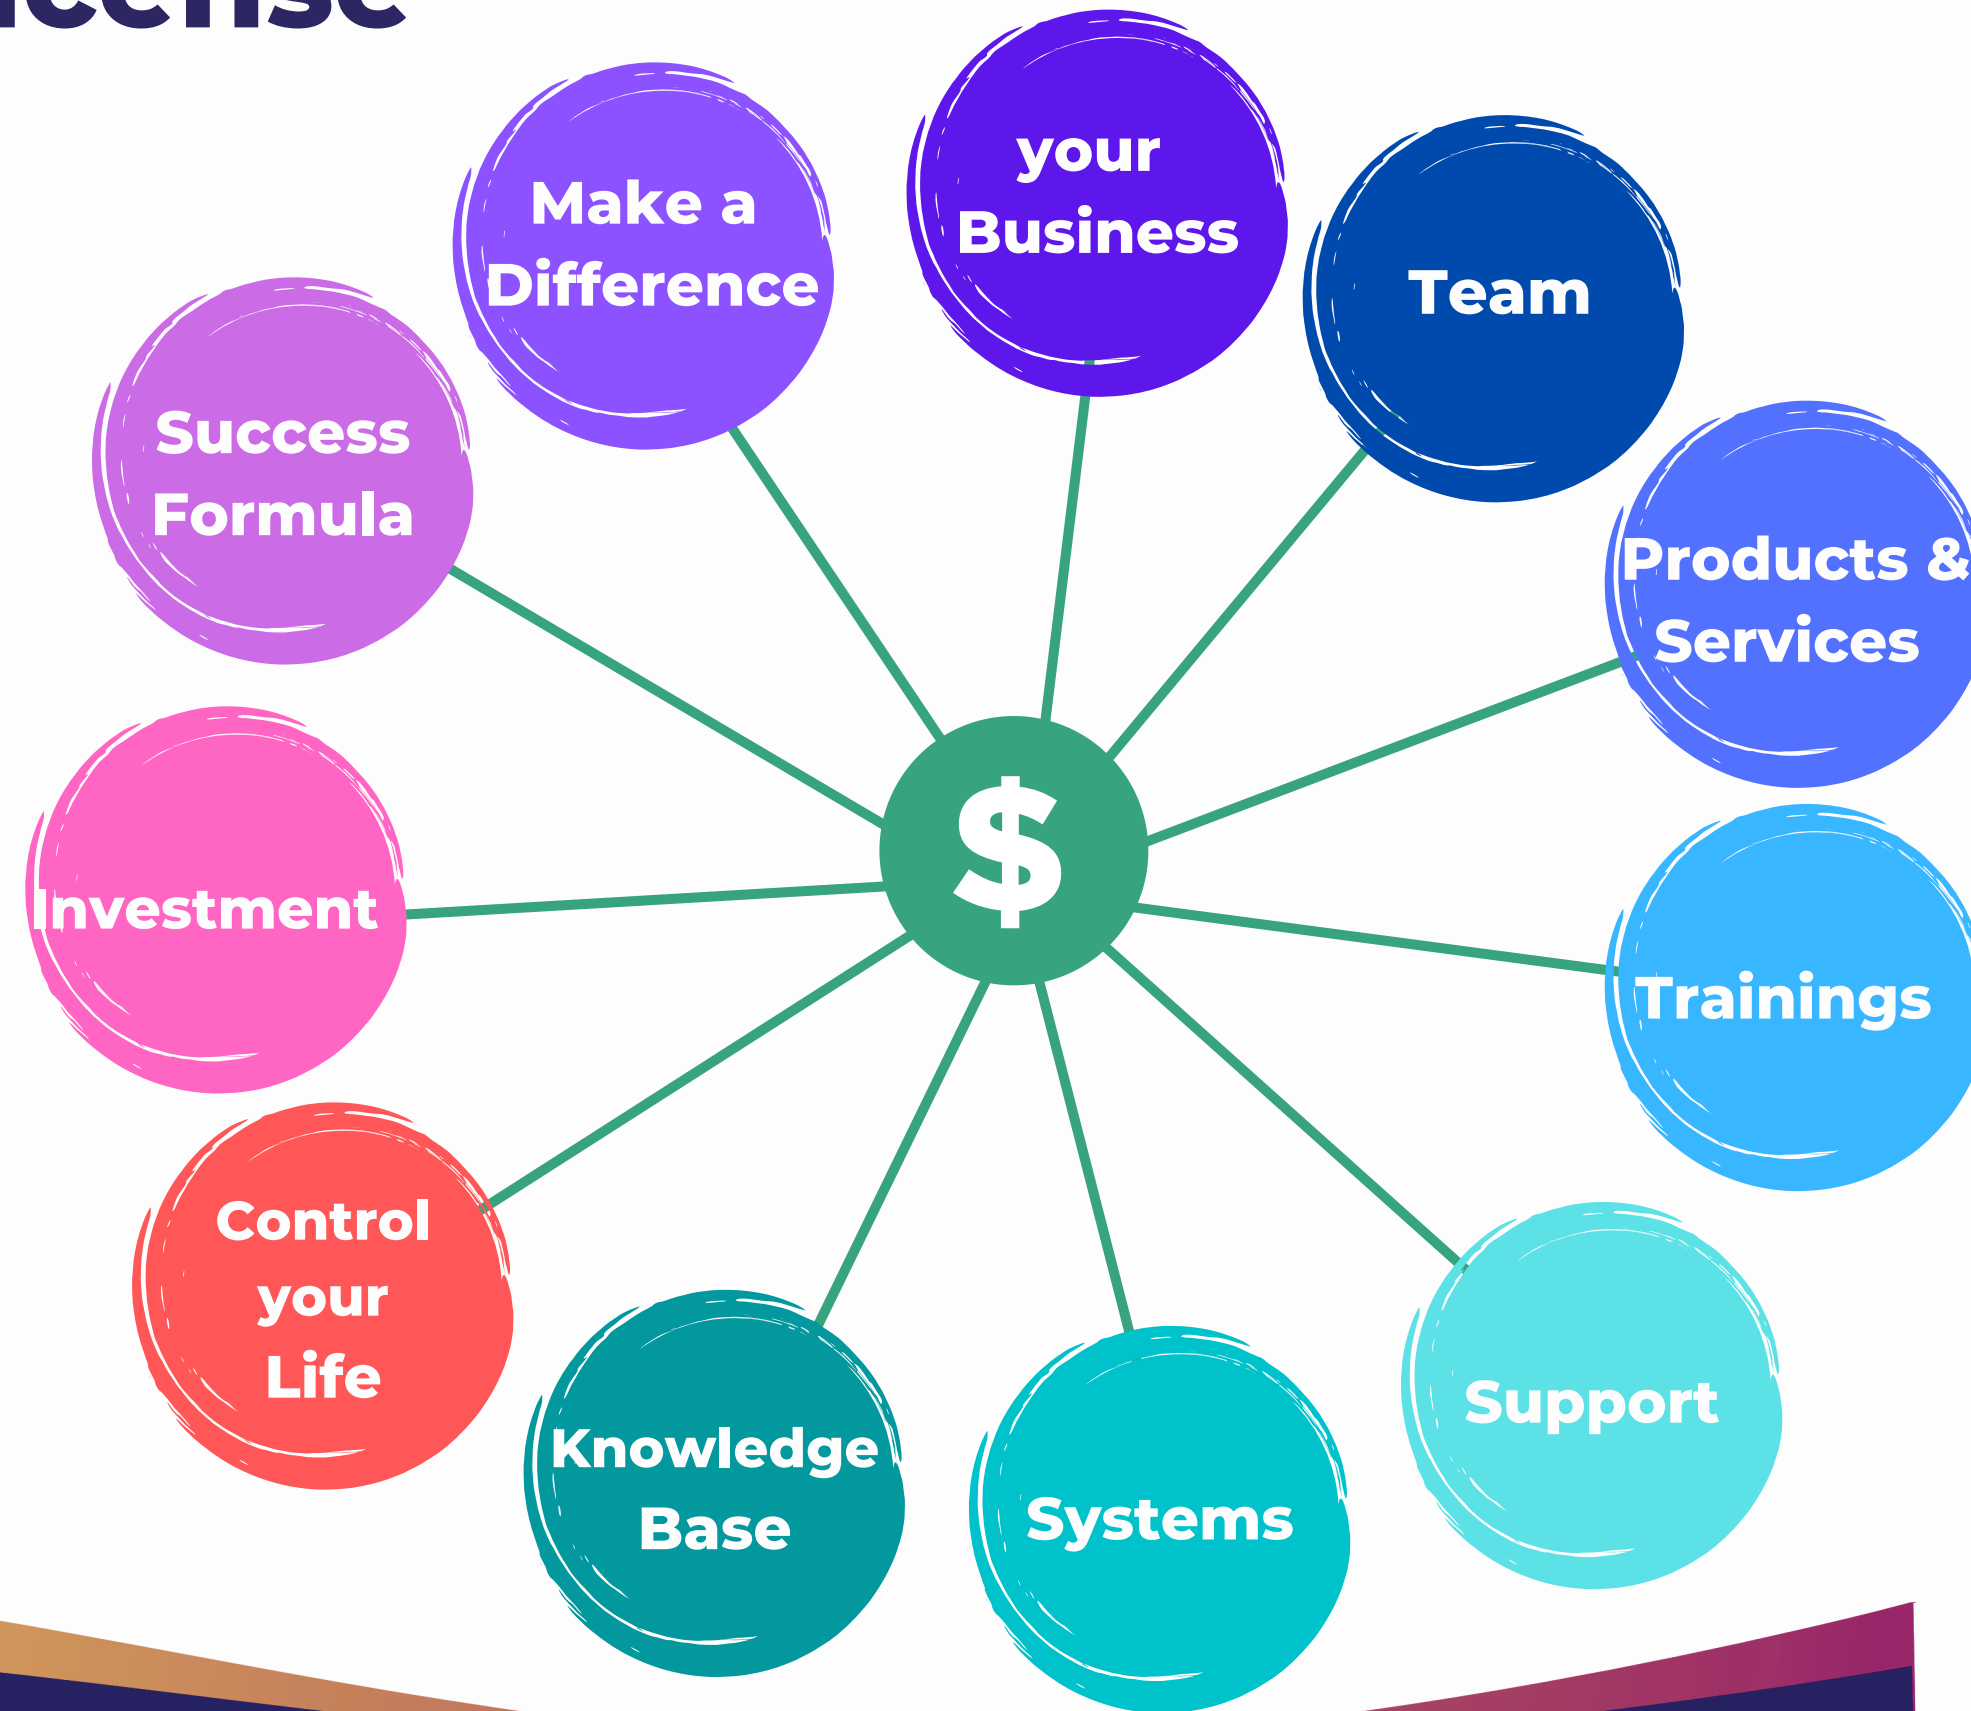 Make a
Difference
your
Business
Team
Success
Formula
Products &
Services
$
Investment
Trainings
Control
your
Life
Support
Knowledge
Base
Systems